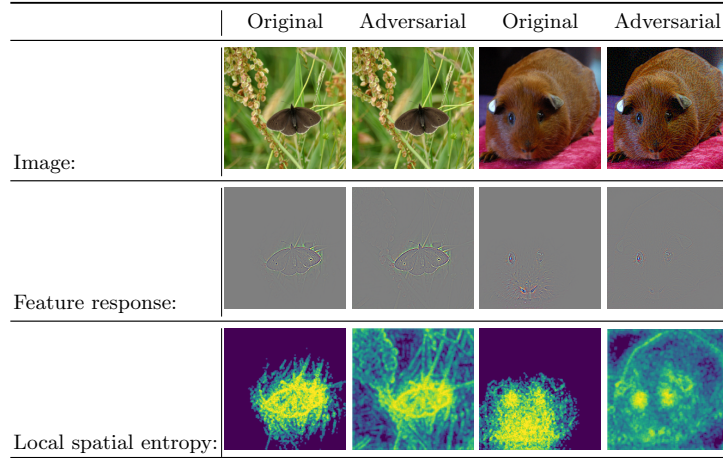 Original Adversarial Original Adversarial
Image:
Feature response:
Local spatial entropy: